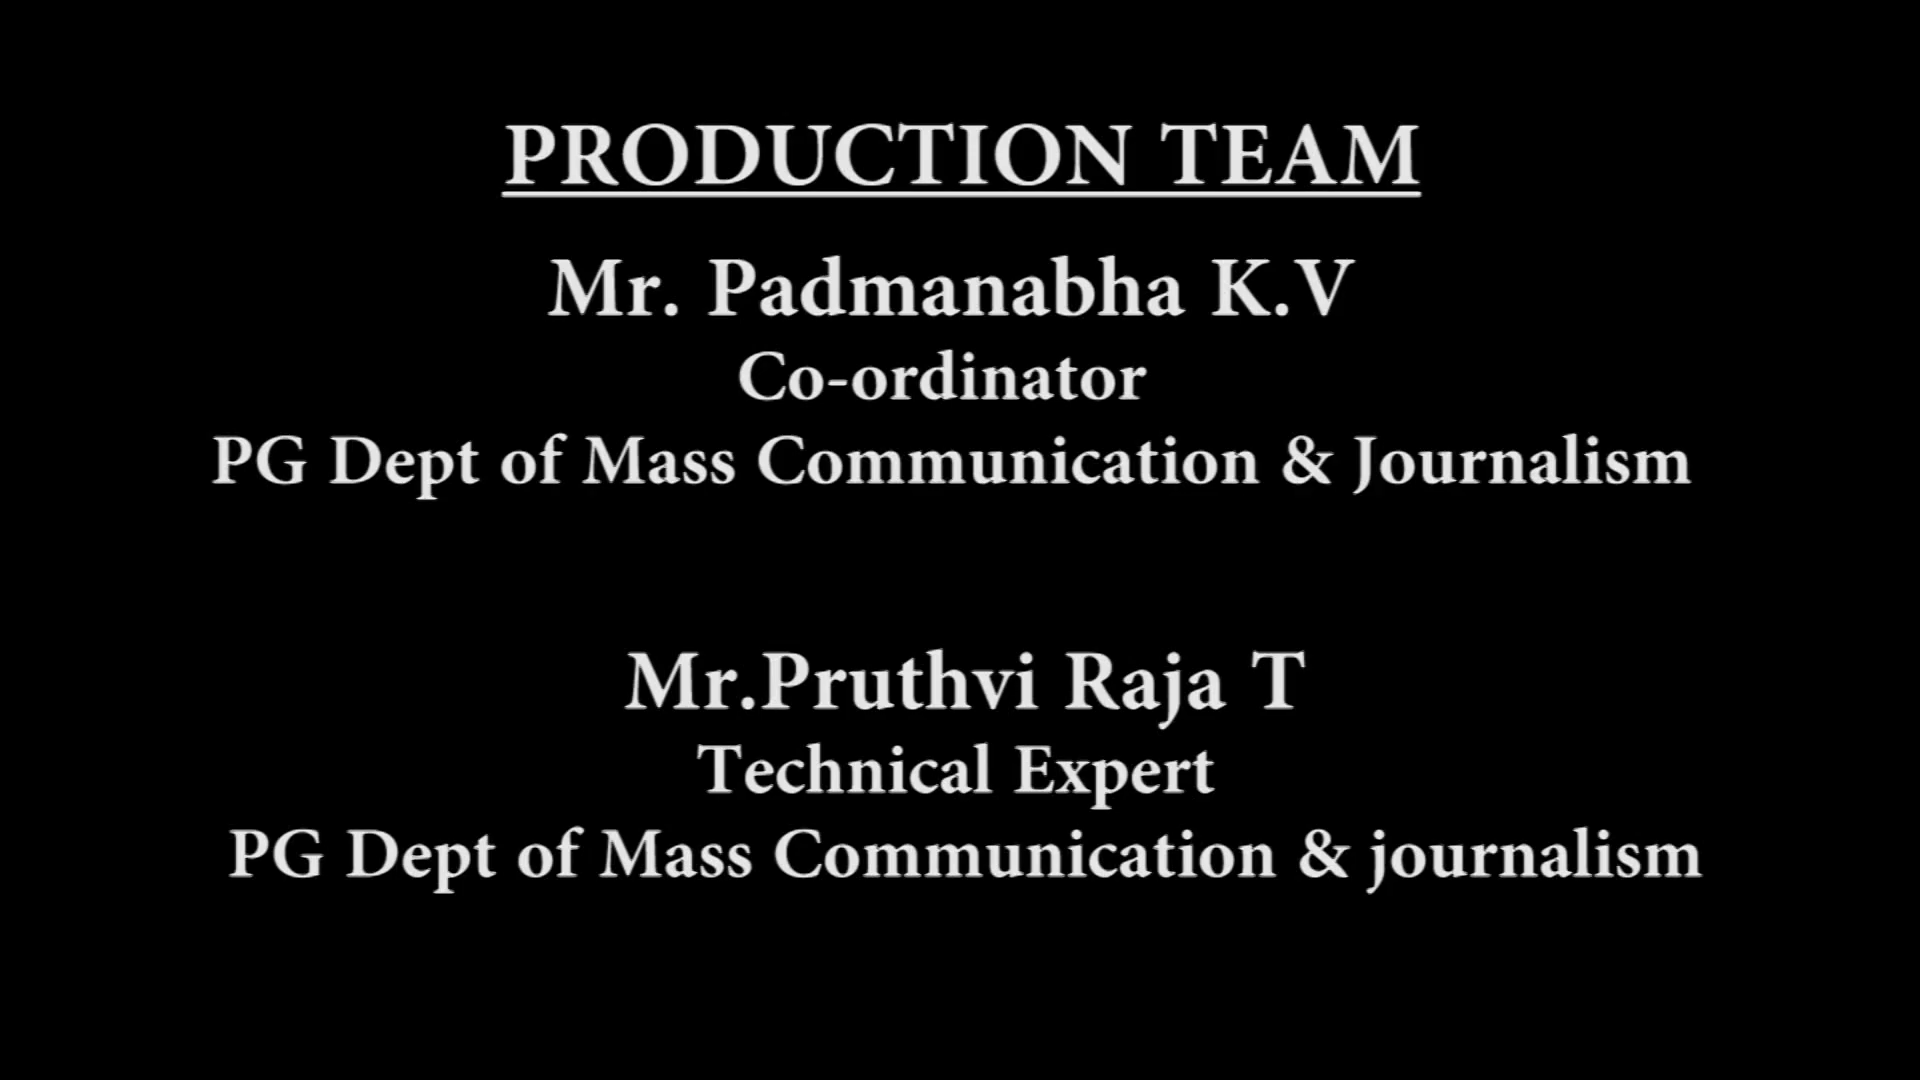 PRODUCTION TEAM
Mr. Padmanabha K.V
Co-ordinator
PG Dept of Mass Communication & Journalism
Mr.Pruthvi Raja T
Technical Expert
PG Dept of Mass Communication & journalism